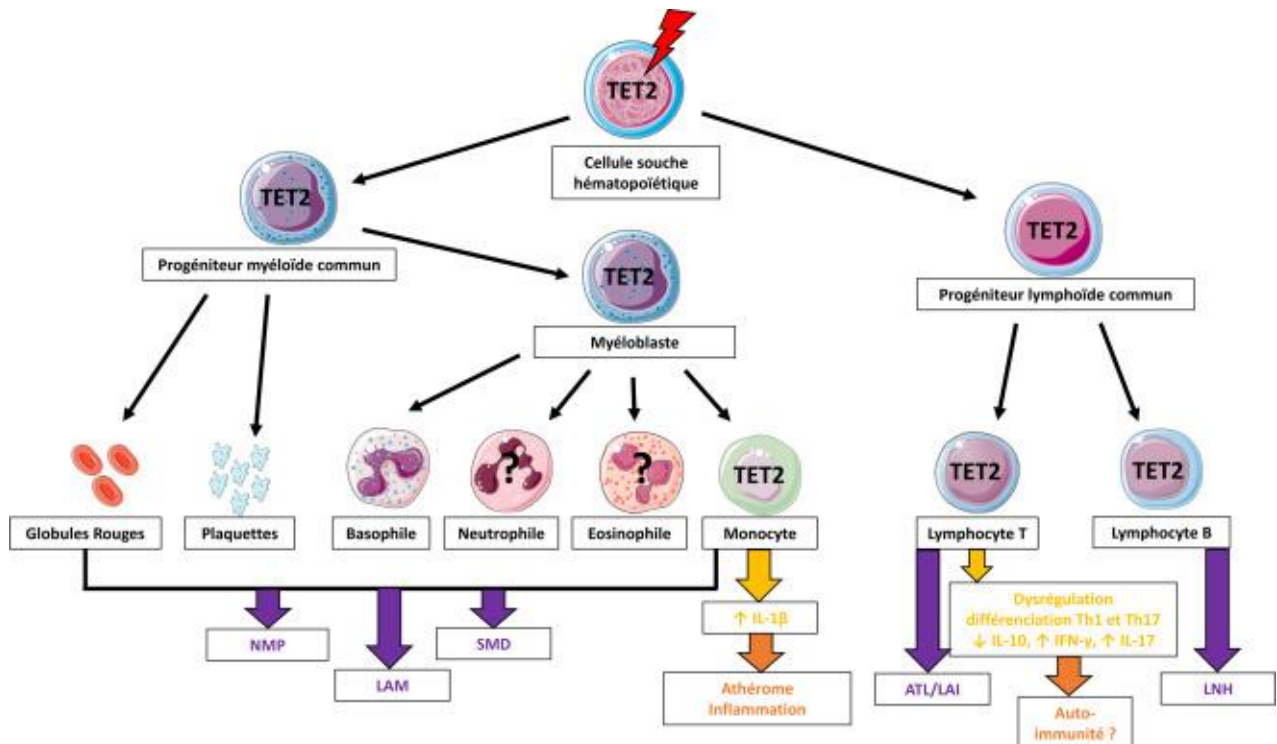 TET2
Cellule souche
hématopoïétique
TET2
Progéniteur myéloïde commun
TET2
Myéloblaste
TET2
Progéniteur lymphoïde commun
?
?
TET2
TET2
TET2
Globules Rouges
Plaquettes
Basophile
Neutrophile
Eosinophile
Monocyte
Lymphocyte T
Lymphocyte B
NMP
LAM
SMD
↑ IL-1β
Athérome
Inflammation
Dysrégulation
différenciation Th1 et Th17
↓ IL-10, ↑ IFN-γ, ↑ IL-17
ATL/LAI
Auto-
immunité ?
LNH